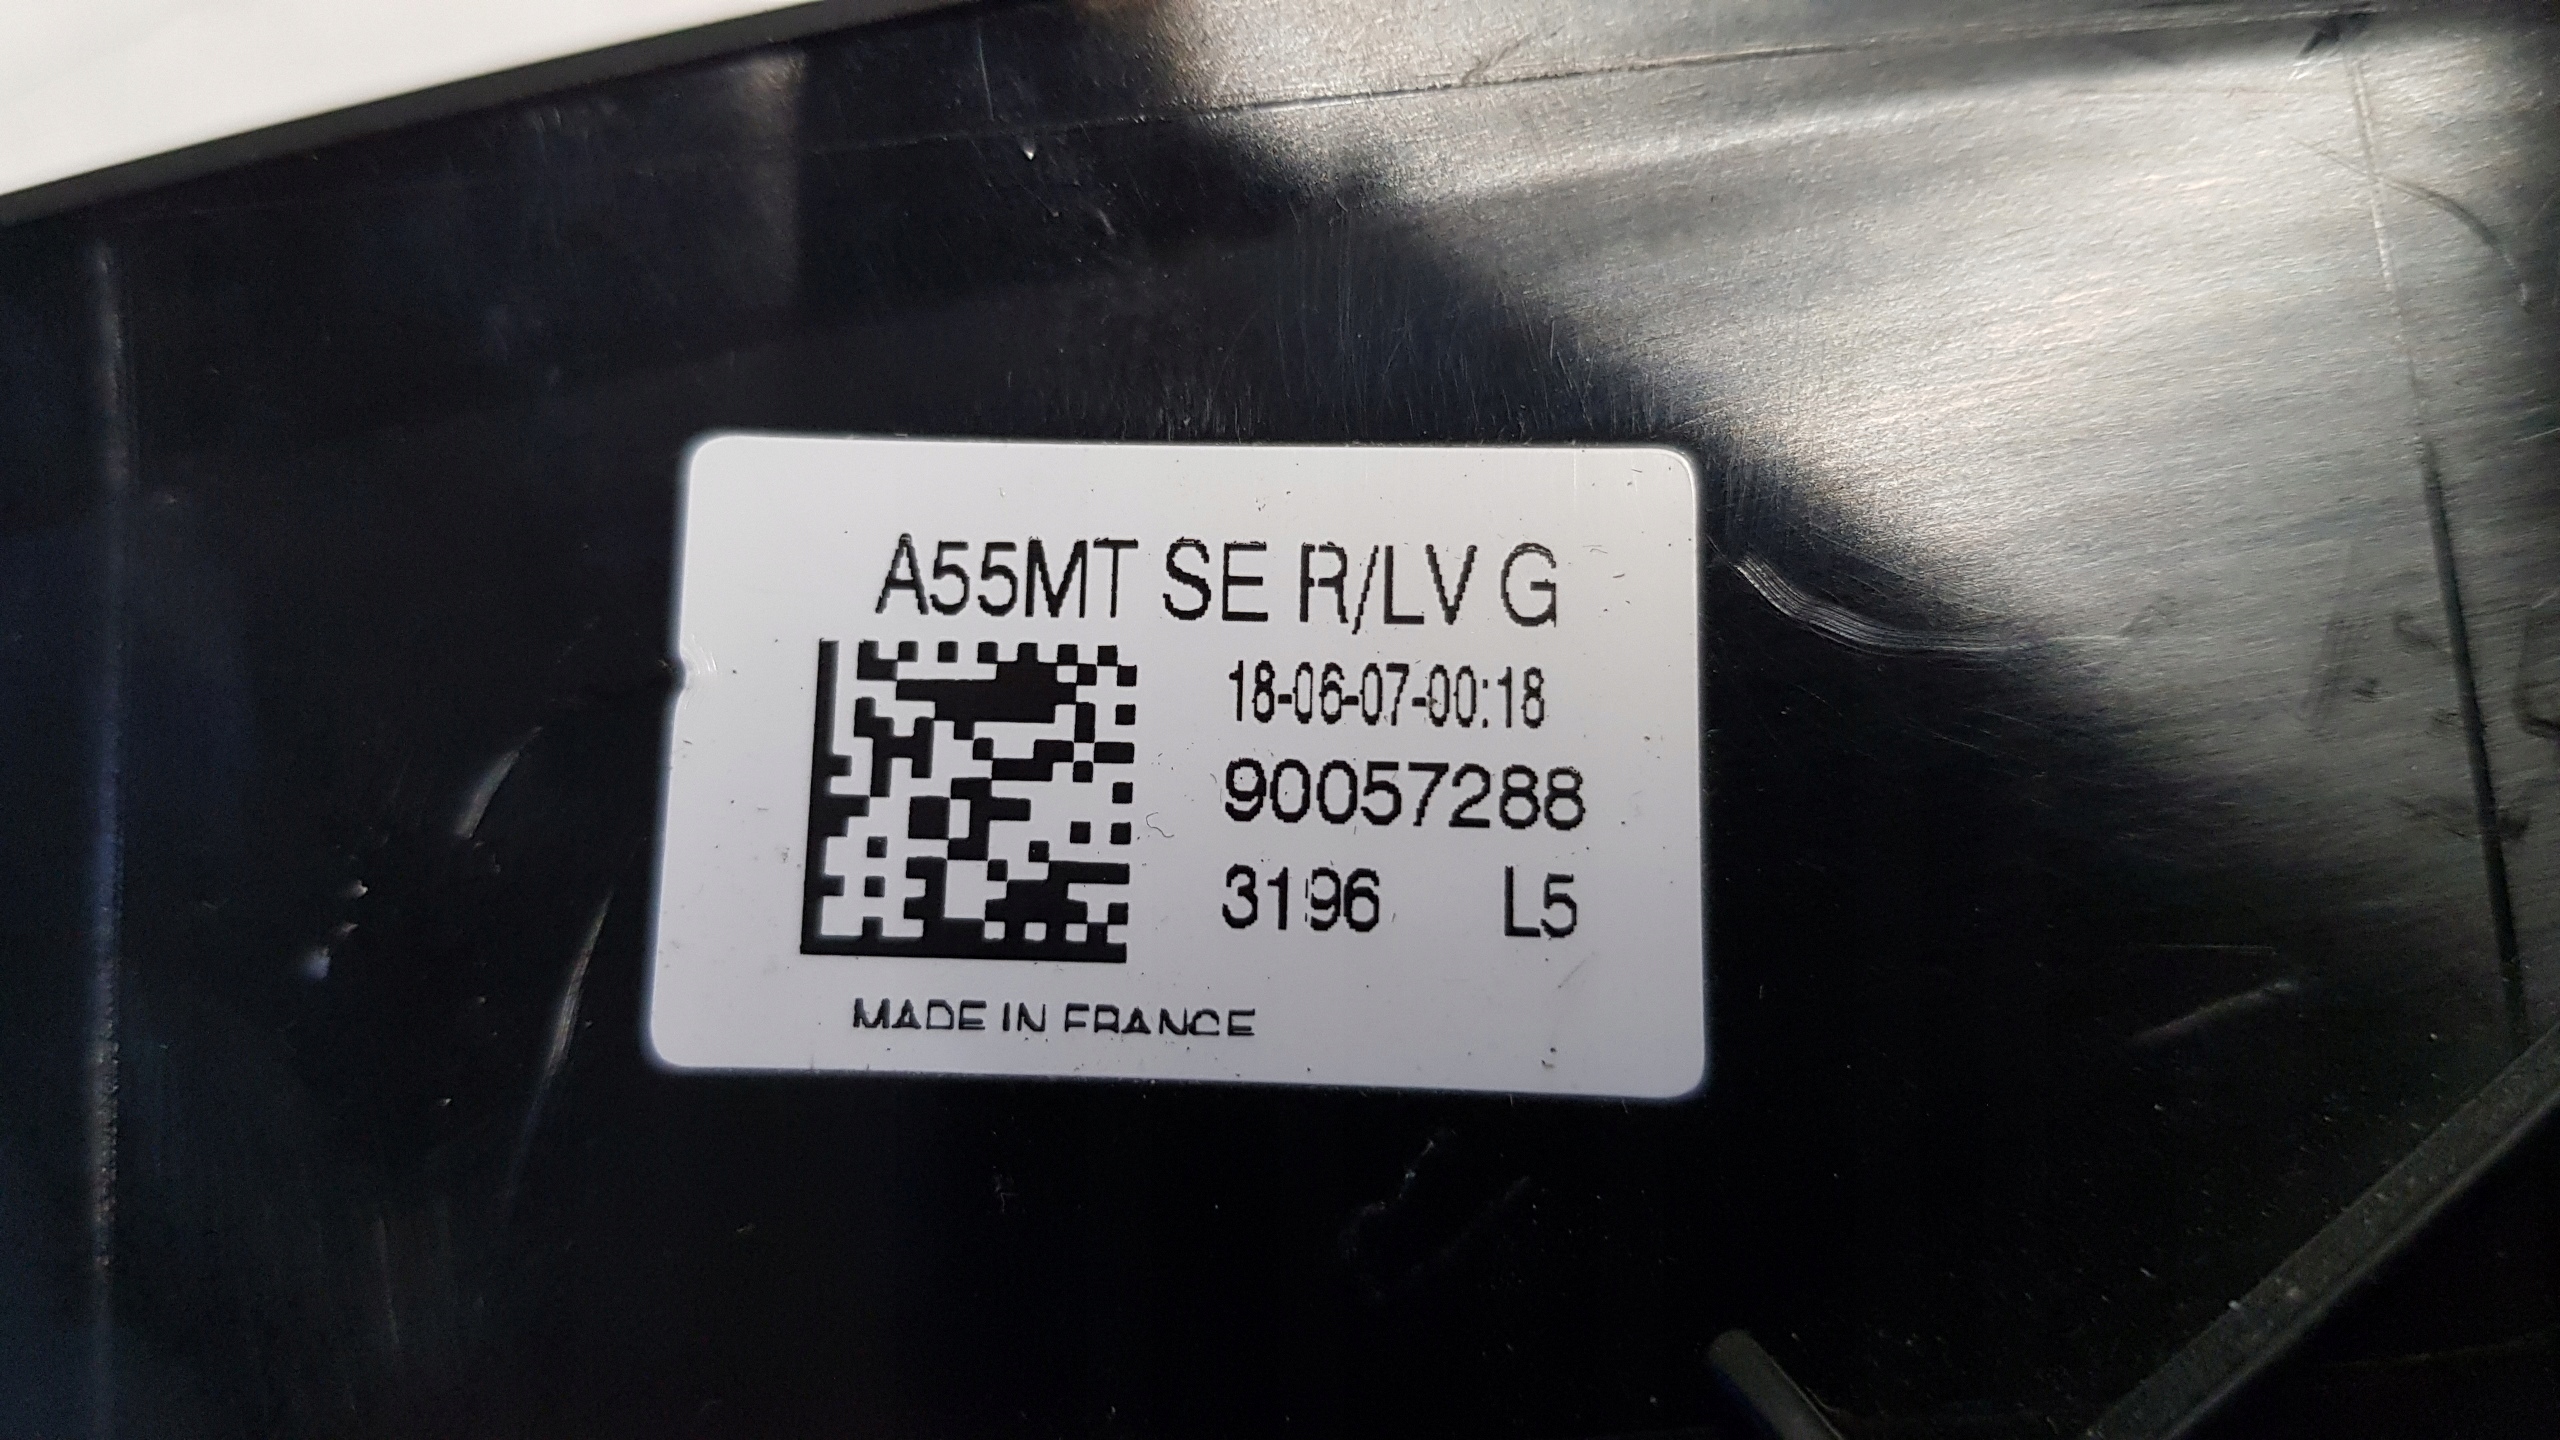 A55MT SE R/LV G
18-06-07-00:18
90057288
3196 L5
MADE IN FRANCE